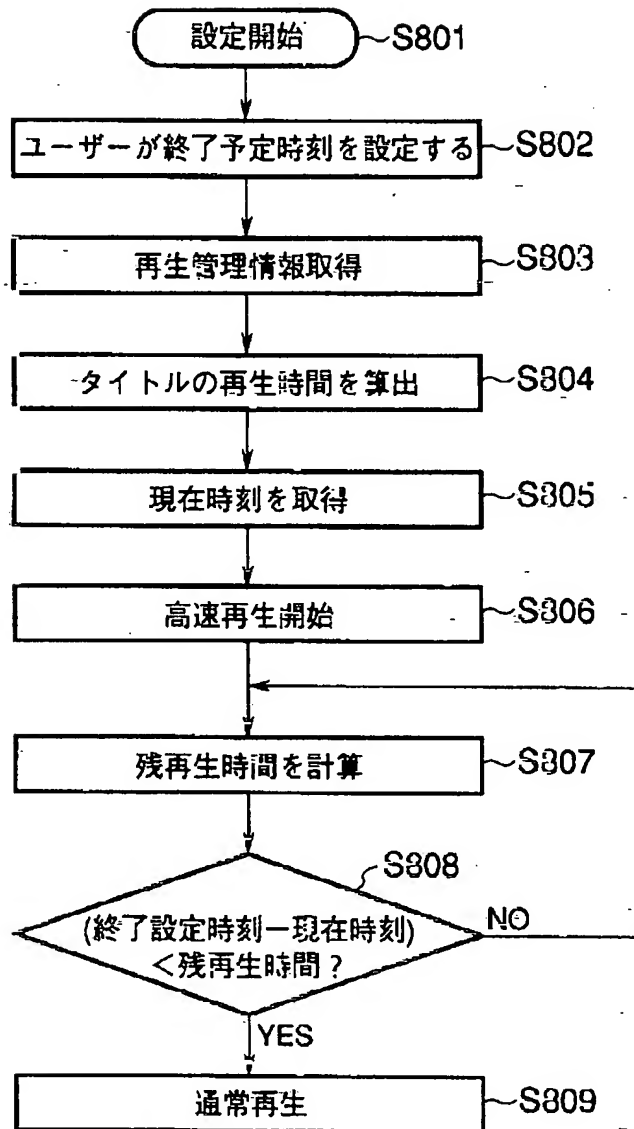 設定開始 S801
ユーザーが終了予定時刻を設定する S802
再生管理情報取得 S803
タイトルの再生時間を算出 S804
現在時刻を取得 S805
高速再生開始 S806
残再生時間を計算 S807
S808
(終了設定時刻−現在時刻)
<残再生時間?
NO
YES
通常再生 S809